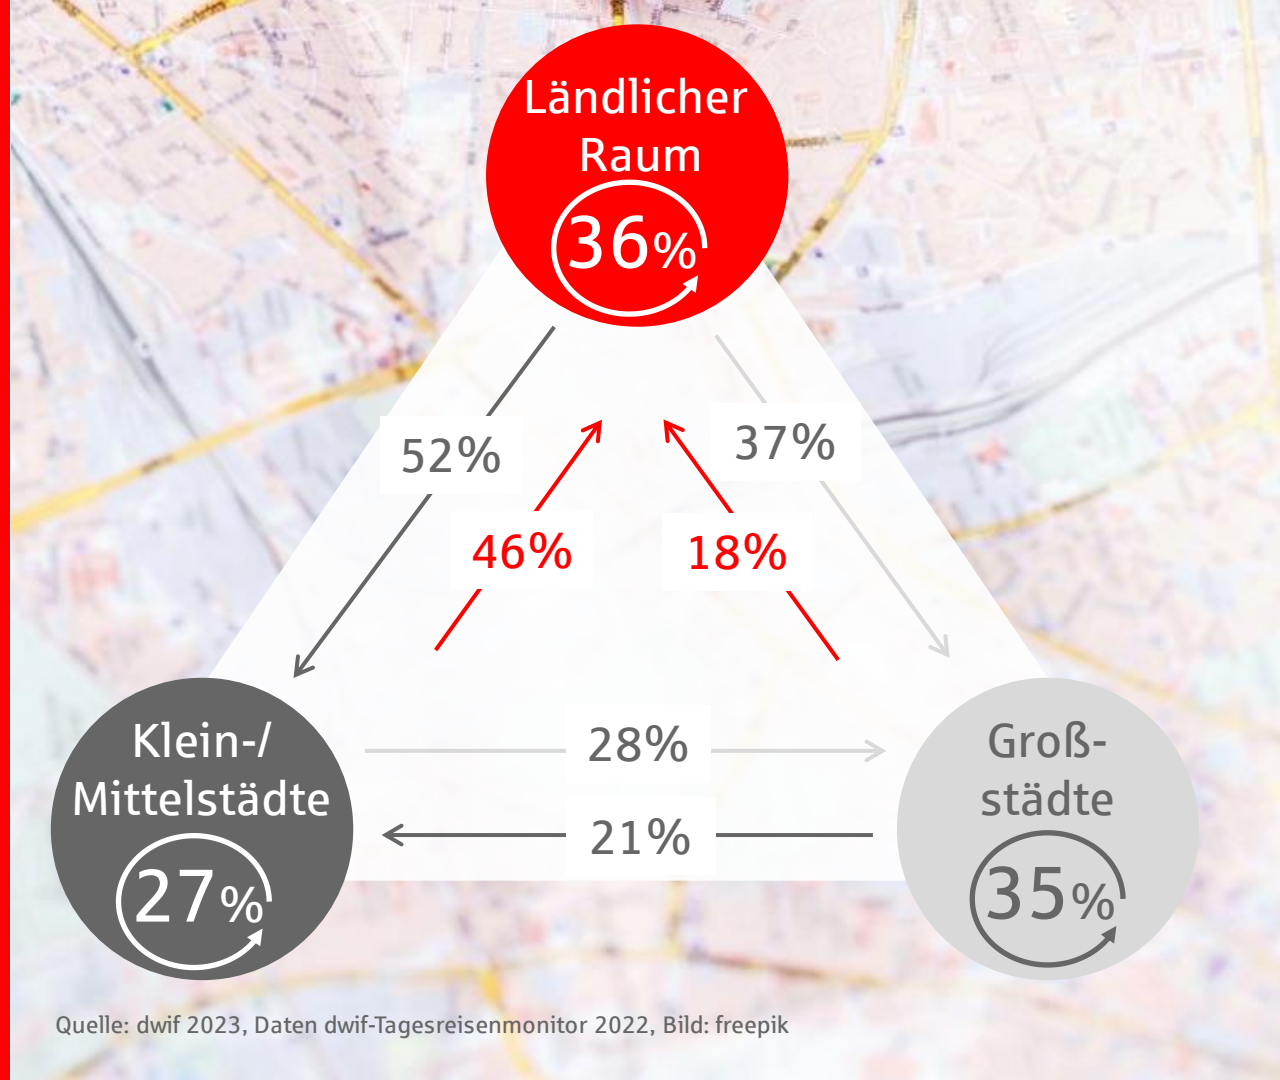 Ländlicher
Raum
36%
52%
37%
46%
18%
28%
21%
Klein-/
Mittelstädte
27%
Groß-
städte
35%
Quelle: dwif 2023, Daten dwif-Tagesreisenmonitor 2022, Bild: freepik